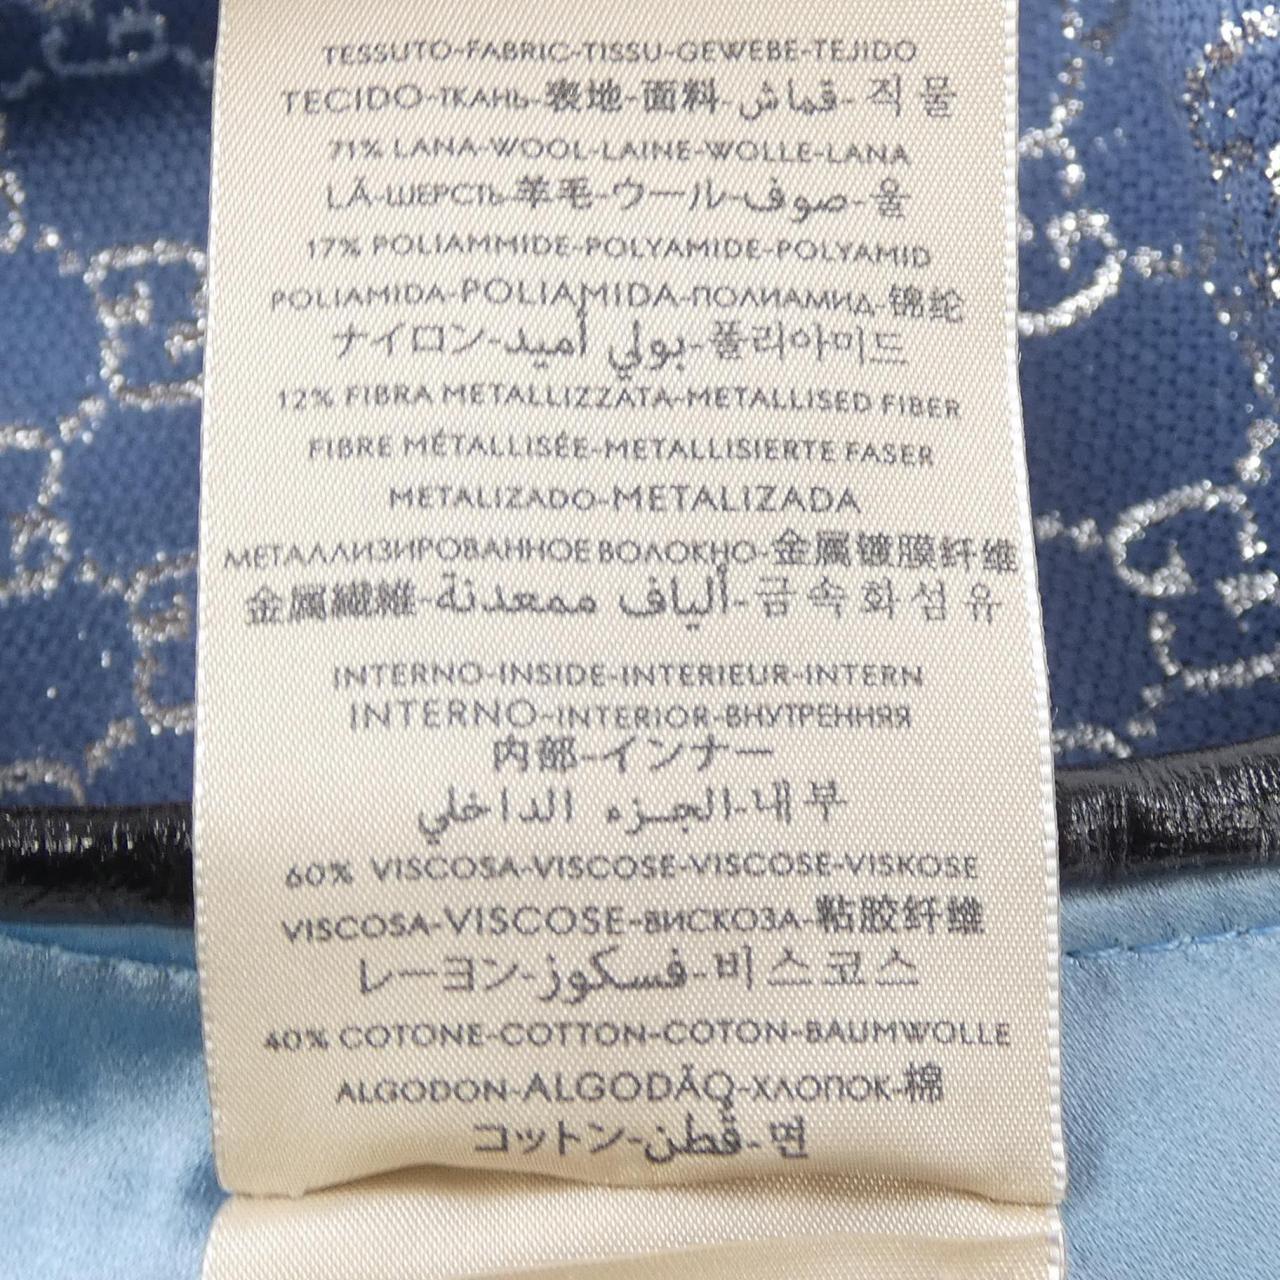 TESSUTO-FABRIC-TISSU-GEWEBE-TEJIDO
TECIDO-ТКАНЬ-表地-面料-قماش-직물
71% LANA-WOOL-LAINE-WOLLE-LANA
LÃ-ШЕРСТЬ-羊毛-ウール-صوف-울
17% POLIAMMIDE-POLYAMIDE-POLYAMID
POLIAMIDA-POLIAMIDA-ПОЛИАМИД-锦纶
ナイロン-بولي أميد-폴리아미드
12% FIBRA METALLIZZATA-METALLISED FIBER
FIBRE MÉTALLISÉE-METALLISIERTE FASER
METALIZADO-METALIZADA
МЕТАЛЛИЗИРОВАННОЕ ВОЛОКНО-金属镀膜纤维
金属繊維-ألياف ممعدنة-금속화섬유
INTERNO-INSIDE-INTERIEUR-INTERN
INTERNO-INTERIOR-ВНУТРЕННЯЯ
内部-インナー
الجزء الداخلي-내부
60% VISCOSA-VISCOSE-VISCOSE-VISKOSE
VISCOSA-VISCOSE-ВИСКОЗА-粘胶纤维
レーヨン-فسكوز-비스코스
40% COTONE-COTTON-COTON-BAUMWOLLE
ALGODON-ALGODÃO-ХЛОПОК-棉
コットン-قطن-면